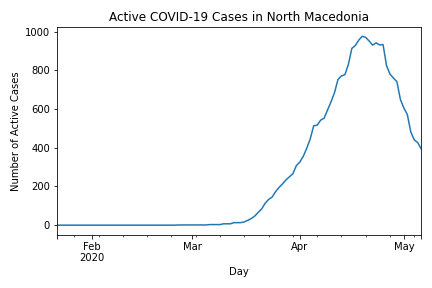 Active COVID-19 Cases in North Macedonia
Number of Active Cases
1000
800
600
400
200
0
Feb
2020
Mar
Apr
May
Day